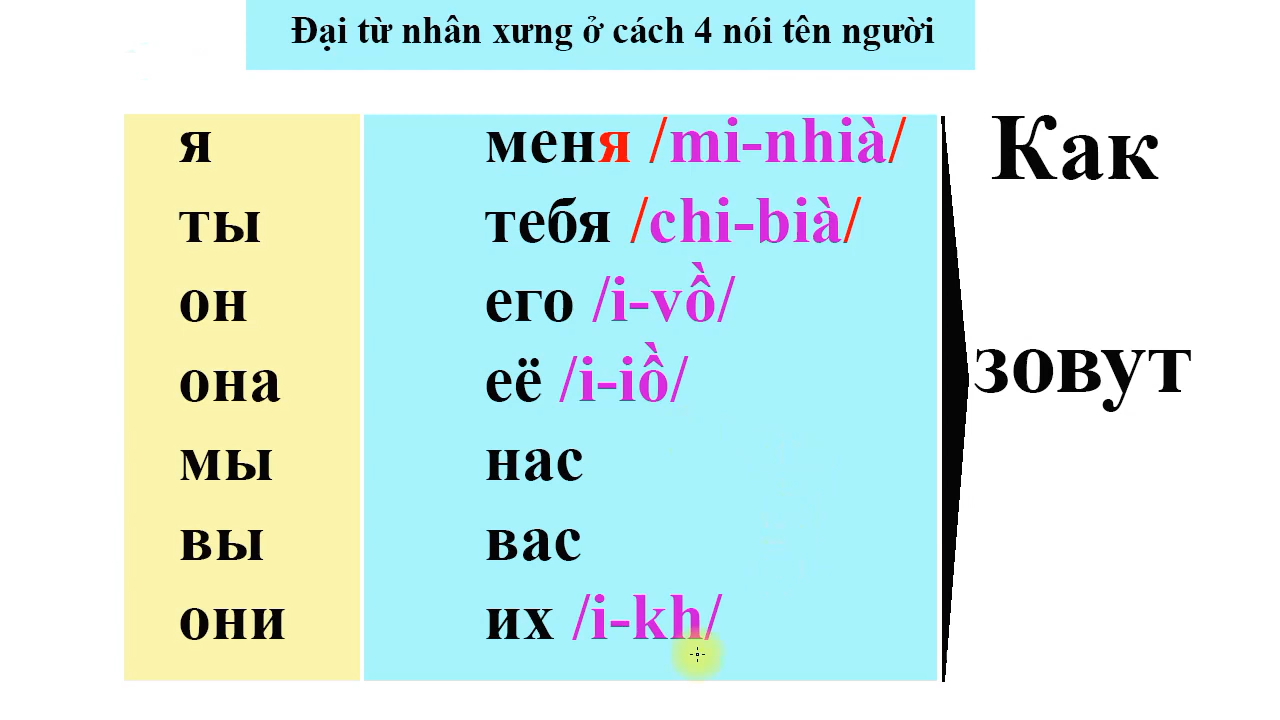 Đại từ nhân xưng ở cách 4 nói tên người
я меня /mi-nhià/
ты тебя /chi-bià/
он его /i-vồ/
она её /i-iồ/
мы нас
вы вас
они их /i-kh/
Как
зовут